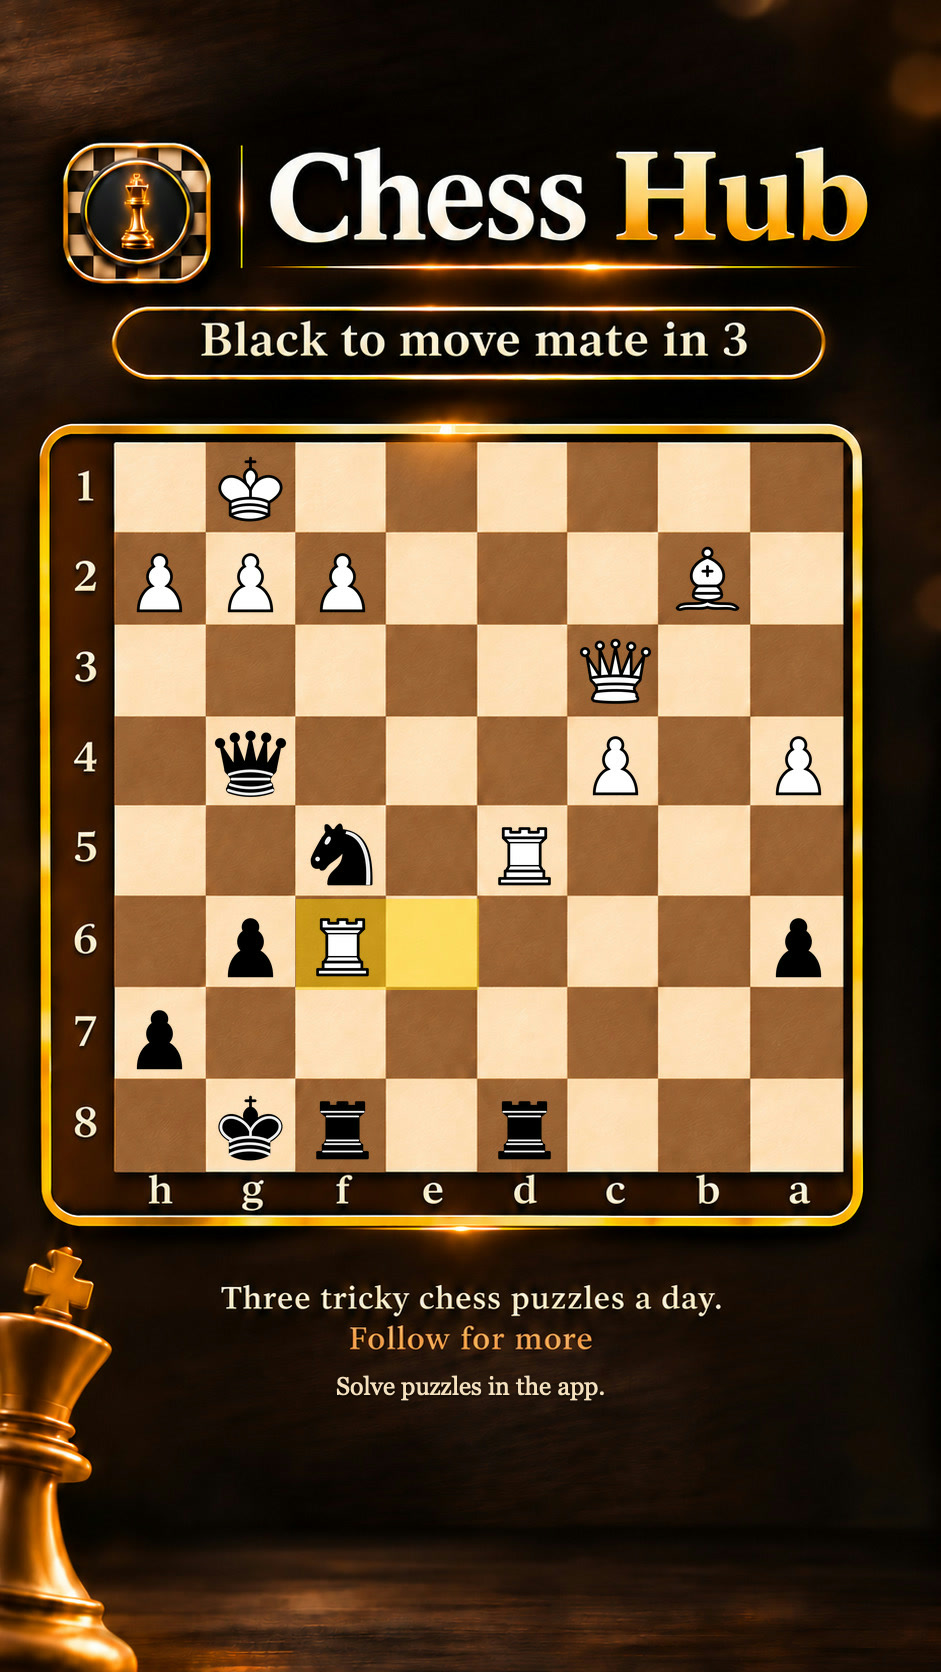 Chess Hub
Black to move mate in 3
1
2
3
4
5
6
7
8
h g f e d c b a
Three tricky chess puzzles a day.
Follow for more
Solve puzzles in the app.